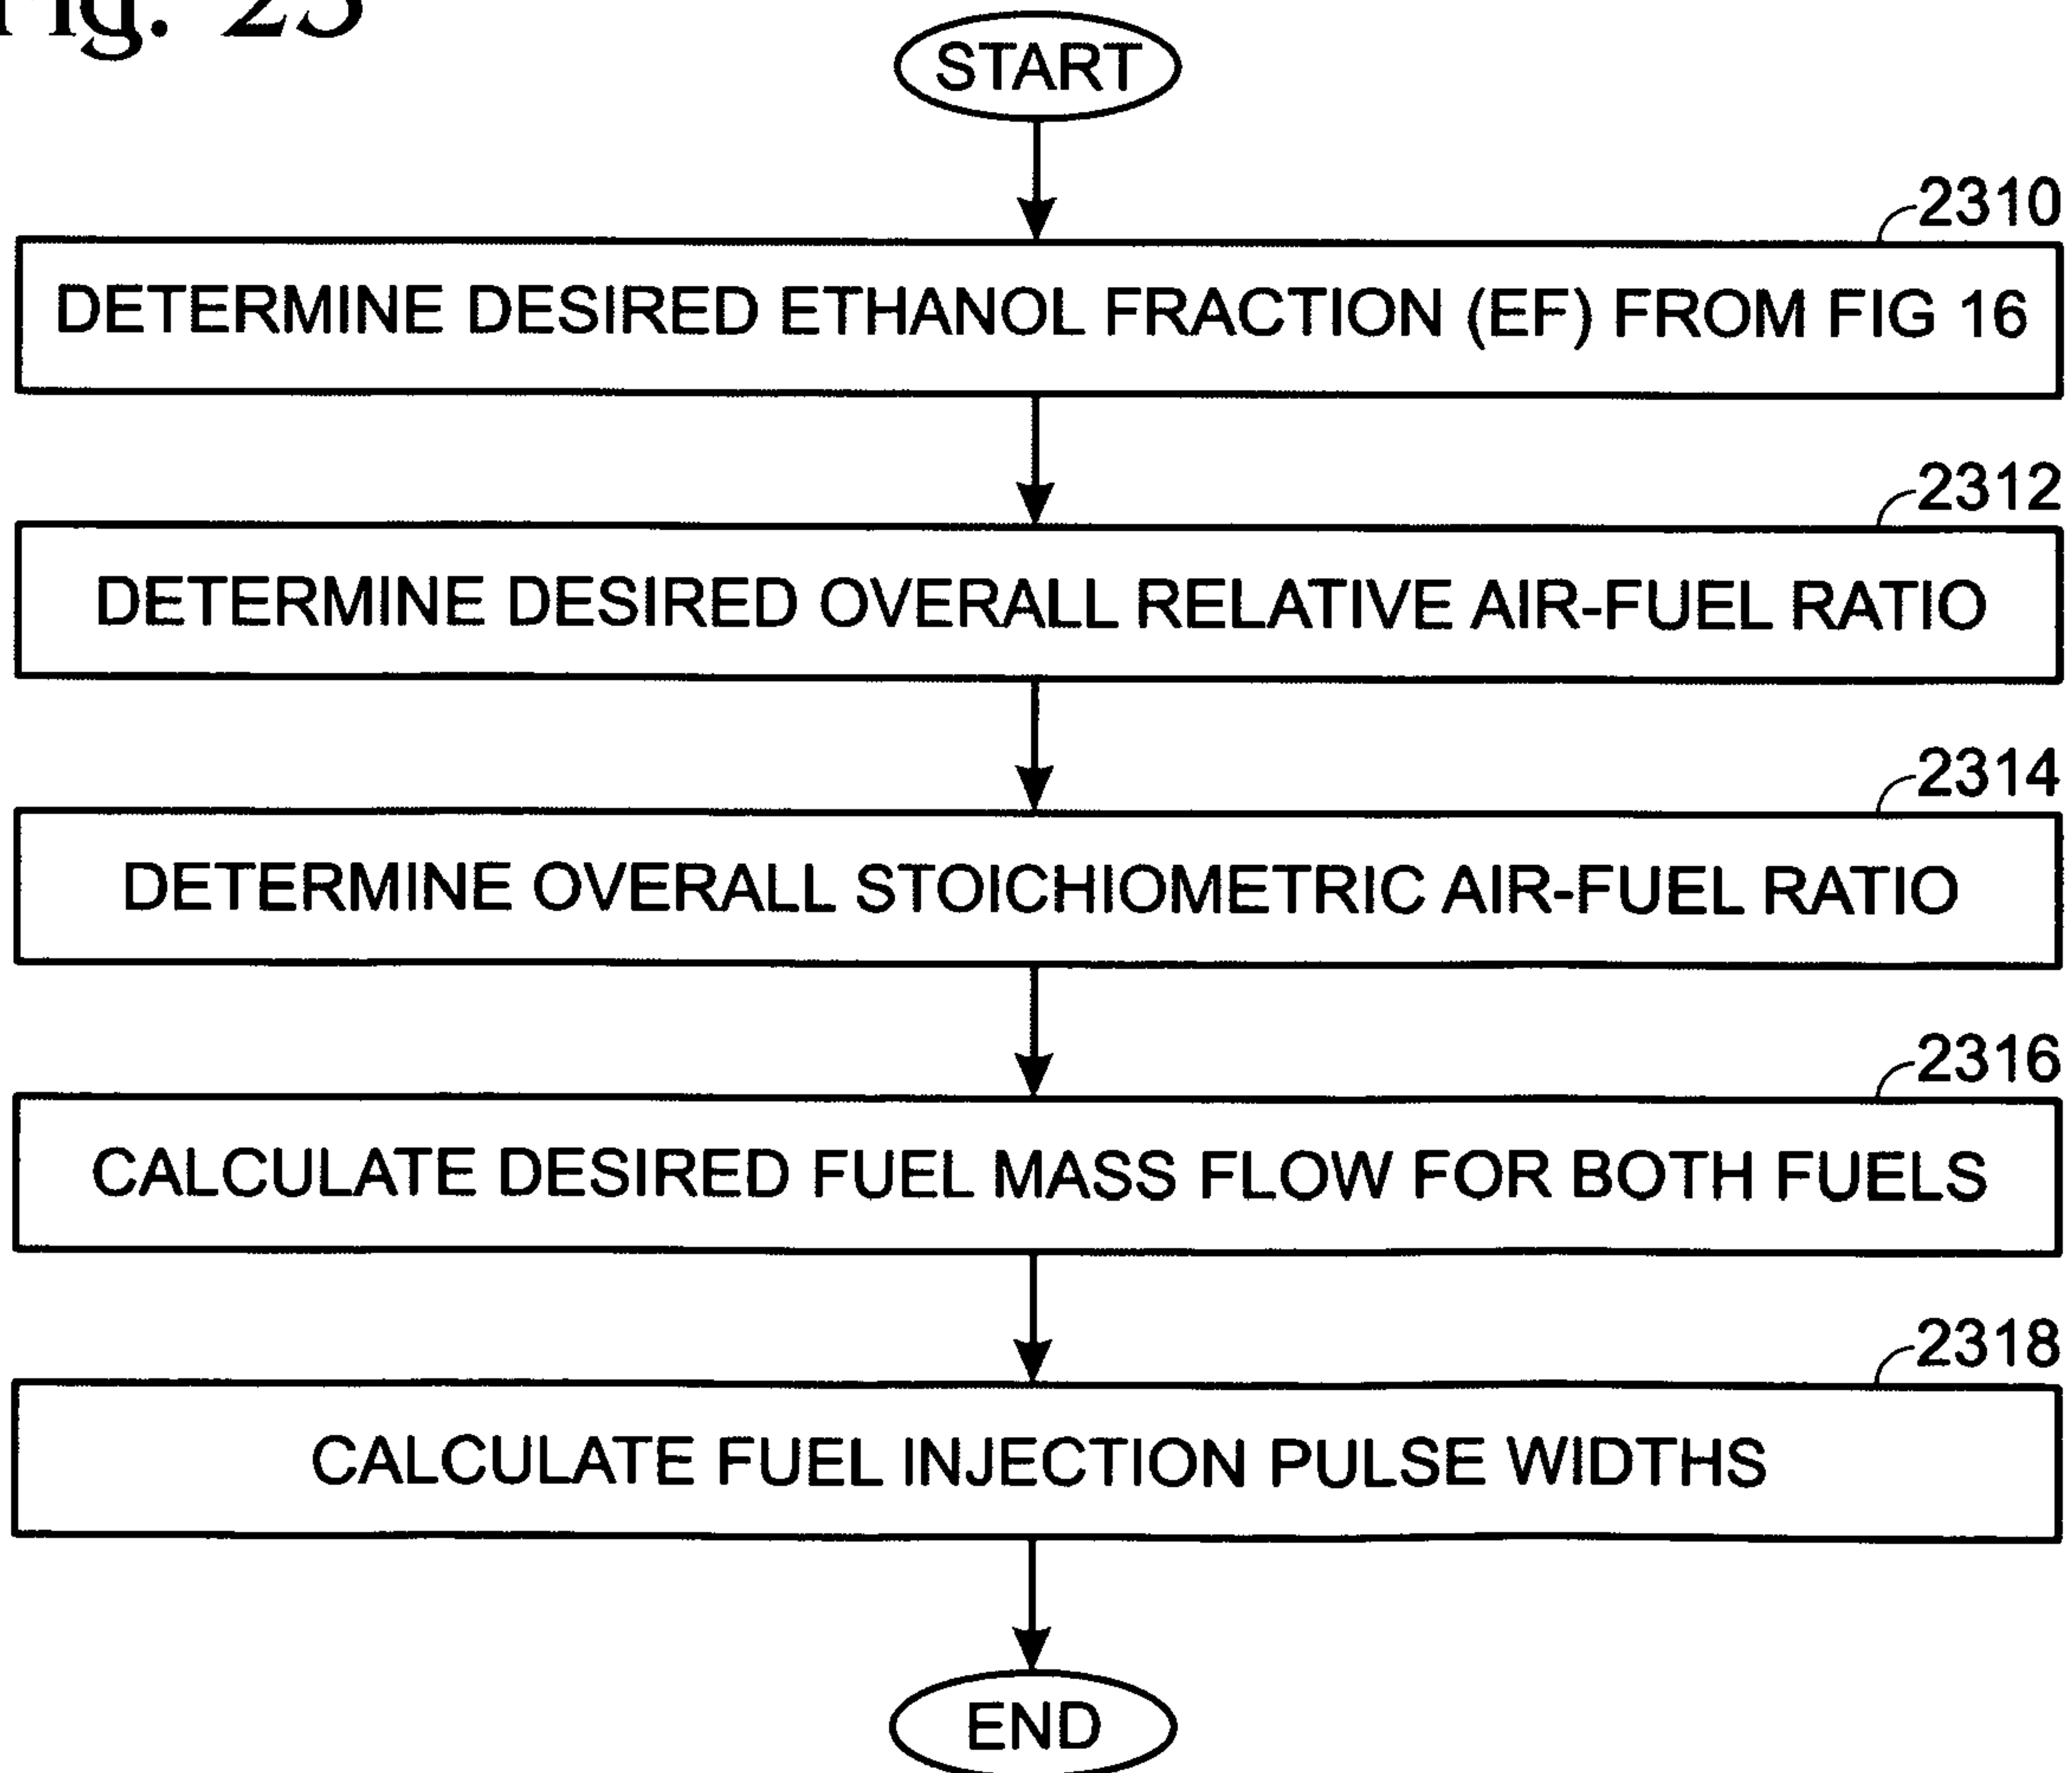 Fig. 23
START
2310
DETERMINE DESIRED ETHANOL FRACTION (EF) FROM FIG 16
2312
DETERMINE DESIRED OVERALL RELATIVE AIR-FUEL RATIO
2314
DETERMINE OVERALL STOICHIOMETRIC AIR-FUEL RATIO
2316
CALCULATE DESIRED FUEL MASS FLOW FOR BOTH FUELS
2318
CALCULATE FUEL INJECTION PULSE WIDTHS
END